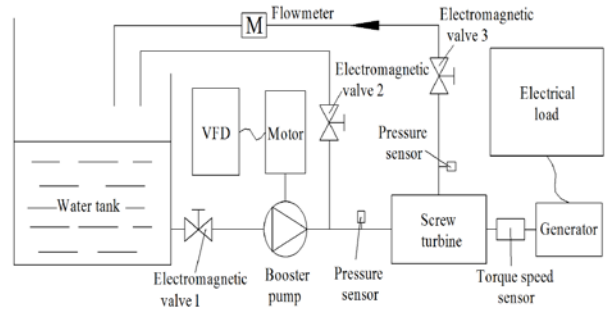 Flowmeter
M
Electromagnetic
valve 3
Electromagnetic
valve 2
Electrical
load
VFD
Motor
Pressure
sensor
Water tank
Screw
turbine
Generator
Electromagnetic
valve 1
Booster
pump
Pressure
sensor
Torque speed
sensor